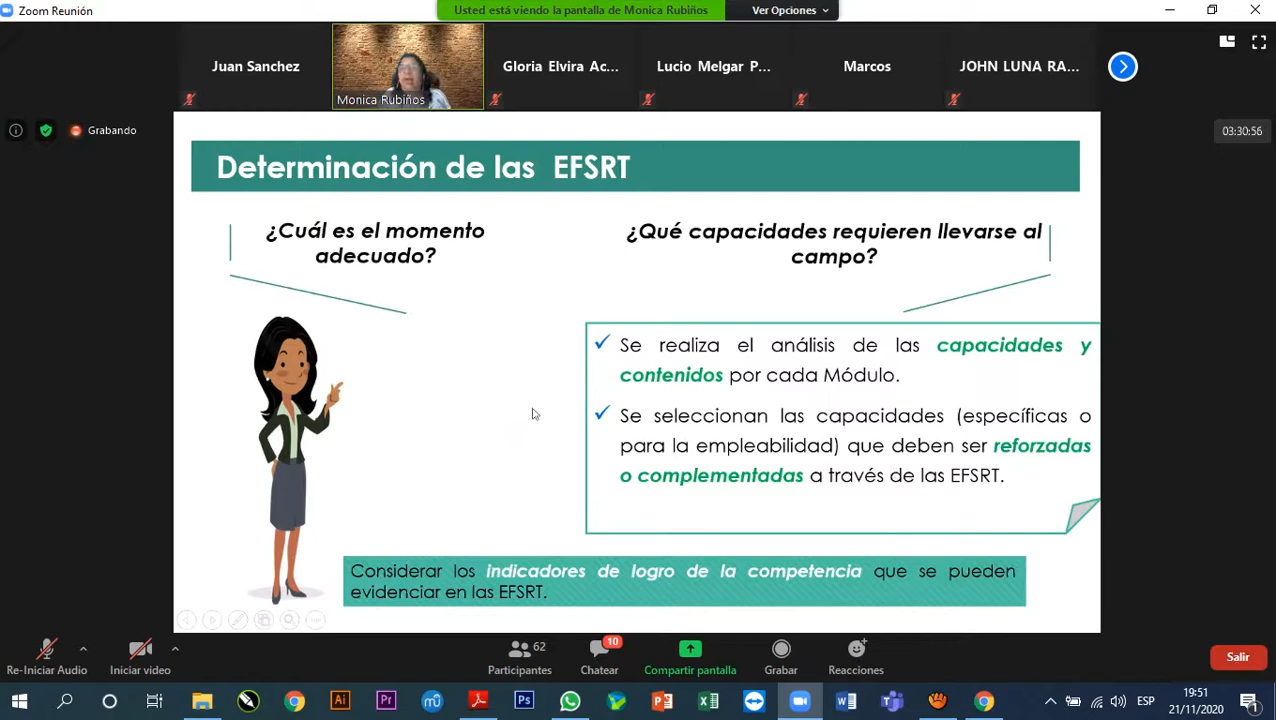 Zoom Reunión
Usted está viendo la pantalla de Monica Rubiños
Ver Opciones
Juan Sanchez
Monica Rubiños
Gloria Elvira Ac...
Lucio Melgar P...
Marcos
JOHN LUNA RA...
Grabando
03:30:56
Determinación de las EFSRT
¿Cuál es el momento
adecuado?
¿Qué capacidades requieren llevarse al
campo?
Se realiza el análisis de las capacidades y
contenidos por cada Módulo.
Se seleccionan las capacidades (específicas o
para la empleabilidad) que deben ser reforzadas
o complementadas a través de las EFSRT.
Considerar los indicadores de logro de la competencia que se pueden
evidenciar en las EFSRT.
Re-Iniciar Audio
Iniciar video
62
Participantes
10
Chatear
Compartir pantalla
Grabar
Reacciones
Salir
Ai
Pr
Ps
ESP
19:51
21/11/2020
1